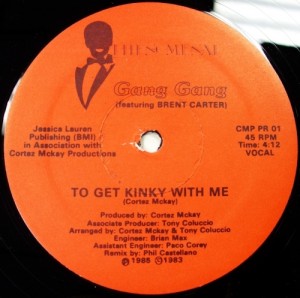 PHENOMENAL
Gang Gang
(featuring BRENT CARTER)
Jessica Lauren
Publishing (BMI) /
in Association with
Cortez Mckay Productions
CMP PR 01
45 RPM
Time: 4:12
VOCAL
TO GET KINKY WITH ME
(Cortez Mckay)
Produced by: Cortez Mckay
Associate Producer: Tony Coluccio
Arranged by: Cortez Mckay & Tony Coluccio
Engineer: Brian Max
Assistant Engineer: Paco Corey
Remix by: Phil Castellano
Ⓟ 1986 © 1983